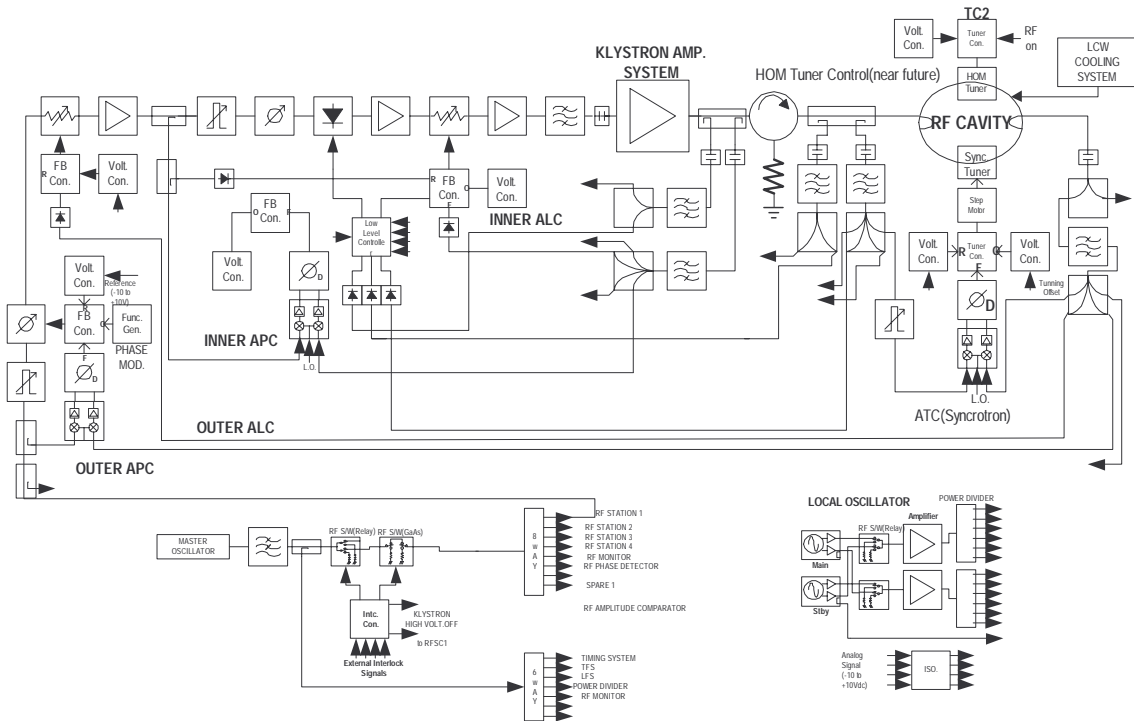 TC2
Volt.
Con.
Tuner
Con.
RF
on
LCW
COOLING
SYSTEM
KLYSTRON AMP.
SYSTEM
HOM Tuner Control(near future)
HOM
Tuner
RF CAVITY
Sync.
Tuner
Step
Motor
FB
Con.
R
Volt.
Con.
FB
Con.
O
F
Volt.
Con.
R
FB
Con.
O
F
Volt.
Con.
INNER ALC
Low
Level
Controlle
r
D
INNER APC
L.O.
Volt.
Con.
Reference
(-10 to
+10V)
R
FB
Con.
O
Func.
Gen.
PHASE
MOD.
F
D
Volt.
Con.
R
Tuner
Con.
O
F
Volt.
Con.
Tunning
Offset
D
L.O.
ATC(Syncrotron)
OUTER ALC
OUTER APC
MASTER
OSCILLATOR
RF S/W(Relay)
RF S/W(GaAs)
8
w
A
Y
RF STATION 1
RF STATION 2
RF STATION 3
RF STATION 4
RF MONITOR
RF PHASE DETECTOR
SPARE 1
RF AMPLITUDE COMPARATOR
Intc.
Con.
KLYSTRON
HIGH VOLT.OFF
to RFSC1
External Interlock
Signals
6
w
A
Y
TIMING SYSTEM
TFS
LFS
POWER DIVIDER
RF MONITOR
LOCAL OSCILLATOR
POWER DIVIDER
Amplifier
RF S/W(Relay)
Main
Stby
Analog
Signal
(-10 to
+10Vdc)
ISO.